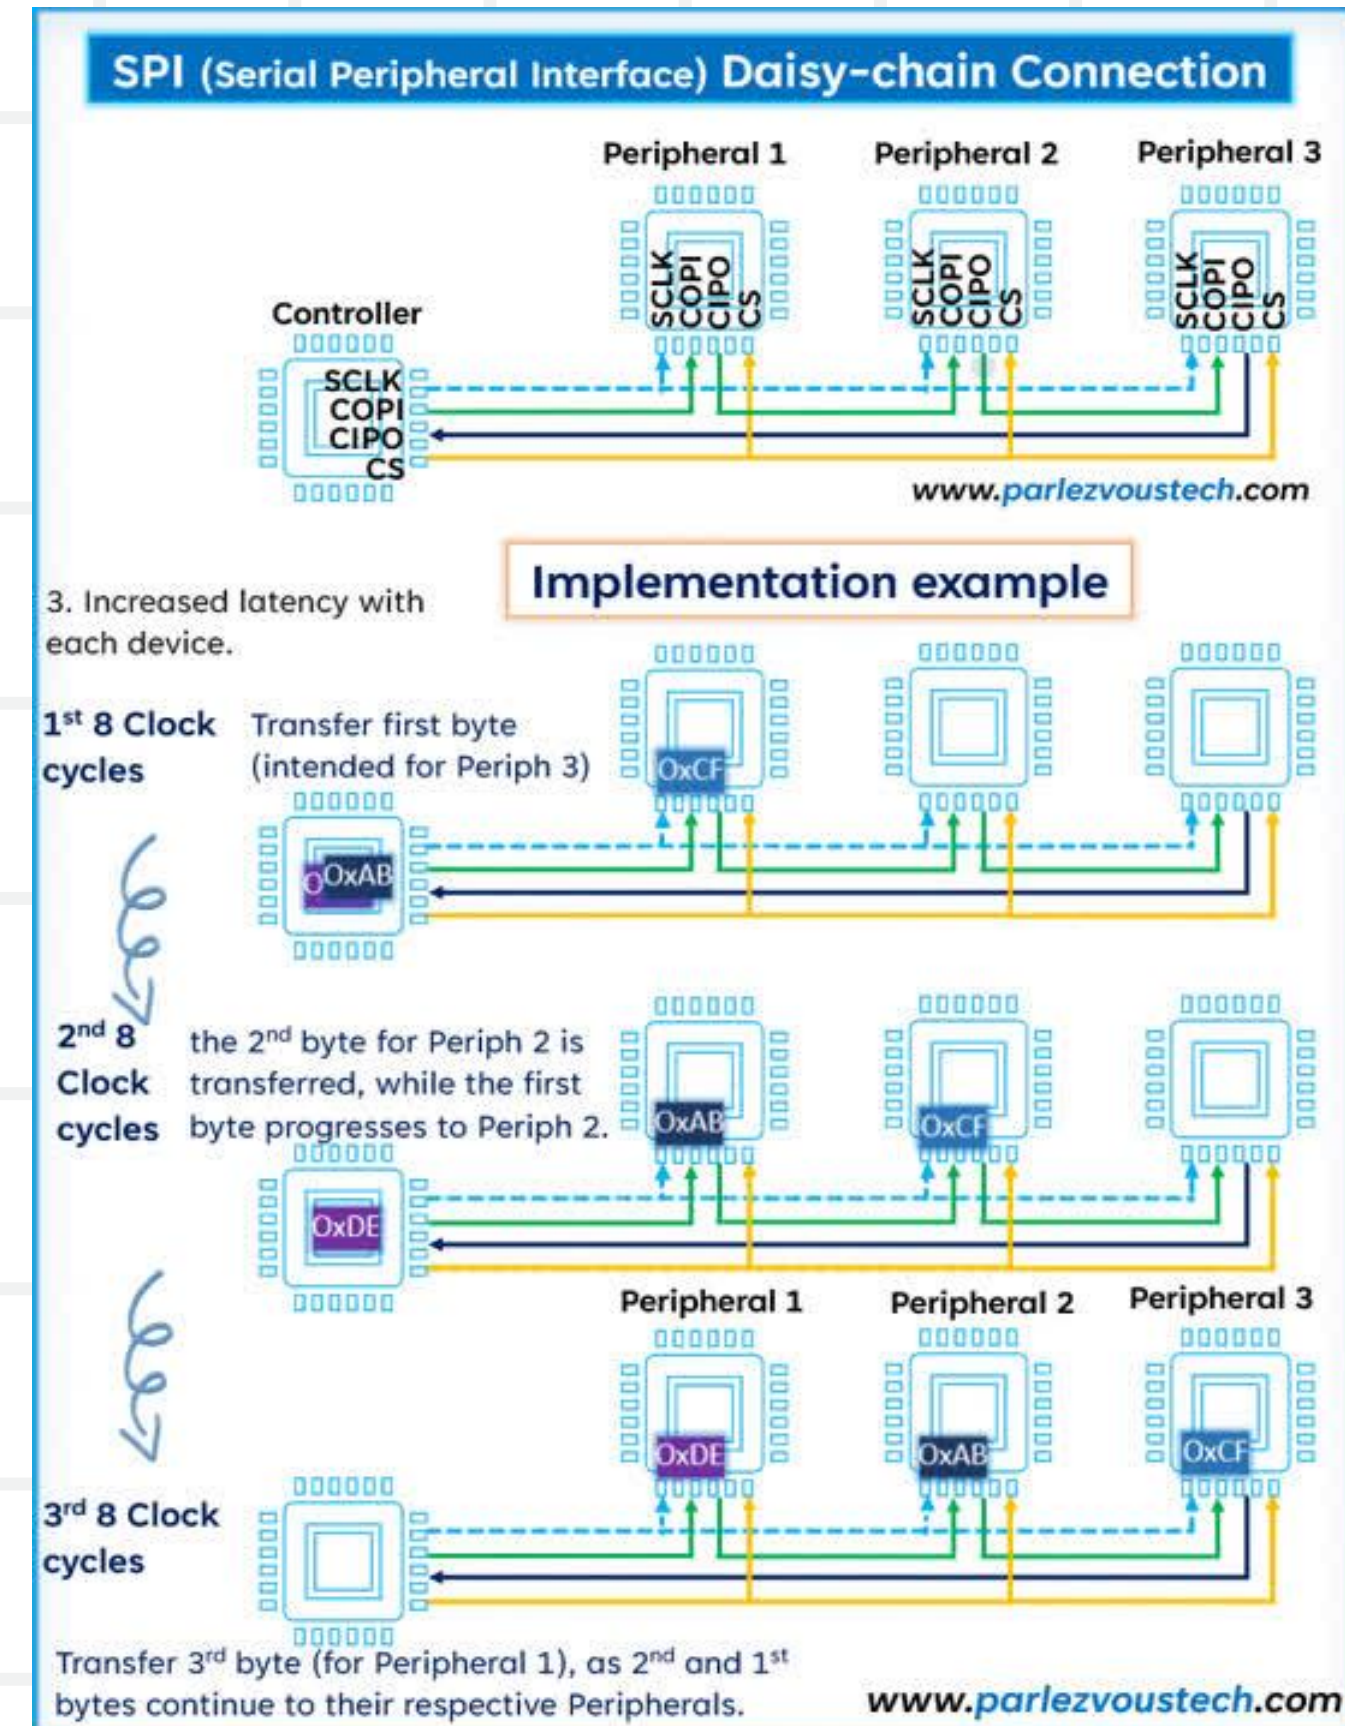 SPI (Serial Peripheral Interface) Daisy-chain Connection
Peripheral 1
Peripheral 2
Peripheral 3
SCLK
COPI
CIPO
CS
SCLK
COPI
CIPO
CS
SCLK
COPI
CIPO
CS
Controller
SCLK
COPI
CIPO
CS
www.parlezvoustech.com
Implementation example
3. Increased latency with
each device.
1st 8 Clock
cycles
Transfer first byte
(intended for Periph 3)
OxCF
OxAB
2nd 8
Clock
cycles
the 2nd byte for Periph 2 is
transferred, while the first
byte progresses to Periph 2.
OxAB
OxCF
OxDE
Peripheral 1
Peripheral 2
Peripheral 3
OxDE
OxAB
OxCF
3rd 8 Clock
cycles
Transfer 3rd byte (for Peripheral 1), as 2nd and 1st
bytes continue to their respective Peripherals.
www.parlezvoustech.com